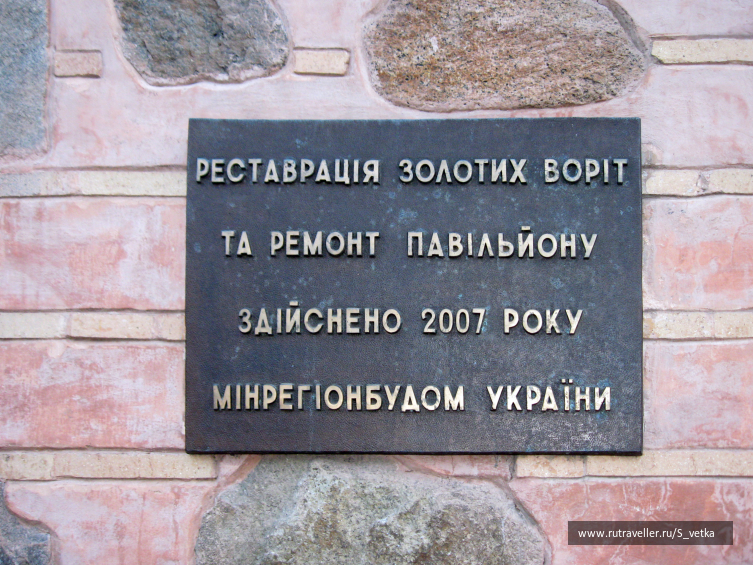 РЕСТАВРАЦІЯ ЗОЛОТИХ ВОРІТ
ТА РЕМОНТ ПАВІЛЬЙОНУ
ЗДІЙСНЕНО 2007 РОКУ
МІНРЕГІОНБУДОМ УКРАЇНИ
www.rutraveller.ru/S_vetka